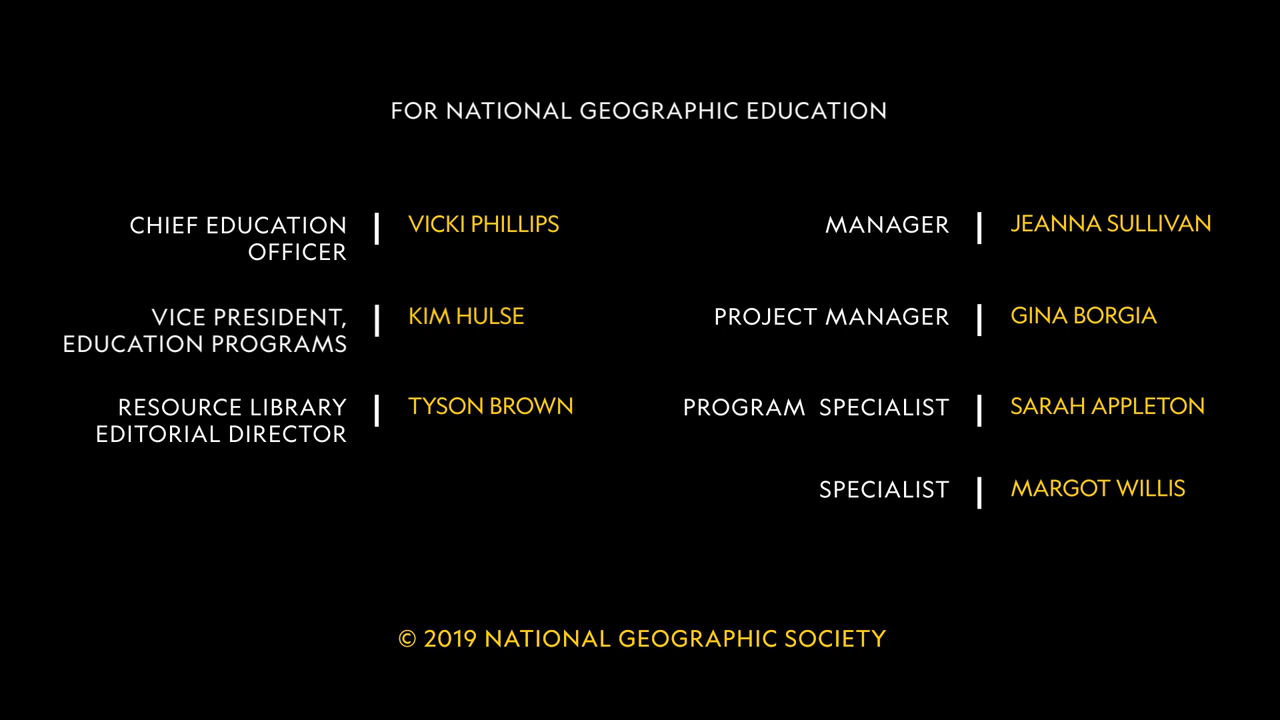 FOR NATIONAL GEOGRAPHIC EDUCATION
CHIEF EDUCATION
OFFICER
VICKI PHILLIPS
VICE PRESIDENT,
EDUCATION PROGRAMS
KIM HULSE
RESOURCE LIBRARY
EDITORIAL DIRECTOR
TYSON BROWN
MANAGER
JEANNA SULLIVAN
PROJECT MANAGER
GINA BORGIA
PROGRAM SPECIALIST
SARAH APPLETON
SPECIALIST
MARGOT WILLIS
© 2019 NATIONAL GEOGRAPHIC SOCIETY